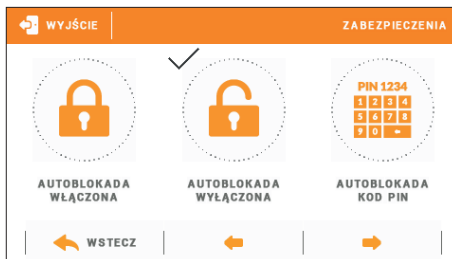 WYJŚCIE
ZABEZPIECZENIA
PIN 1234
1 2 3 4
5 6 7 8
9 0
AUTOBLOKADA
WŁĄCZONA
AUTOBLOKADA
WYŁĄCZONA
AUTOBLOKADA
KOD PIN
WSTECZ